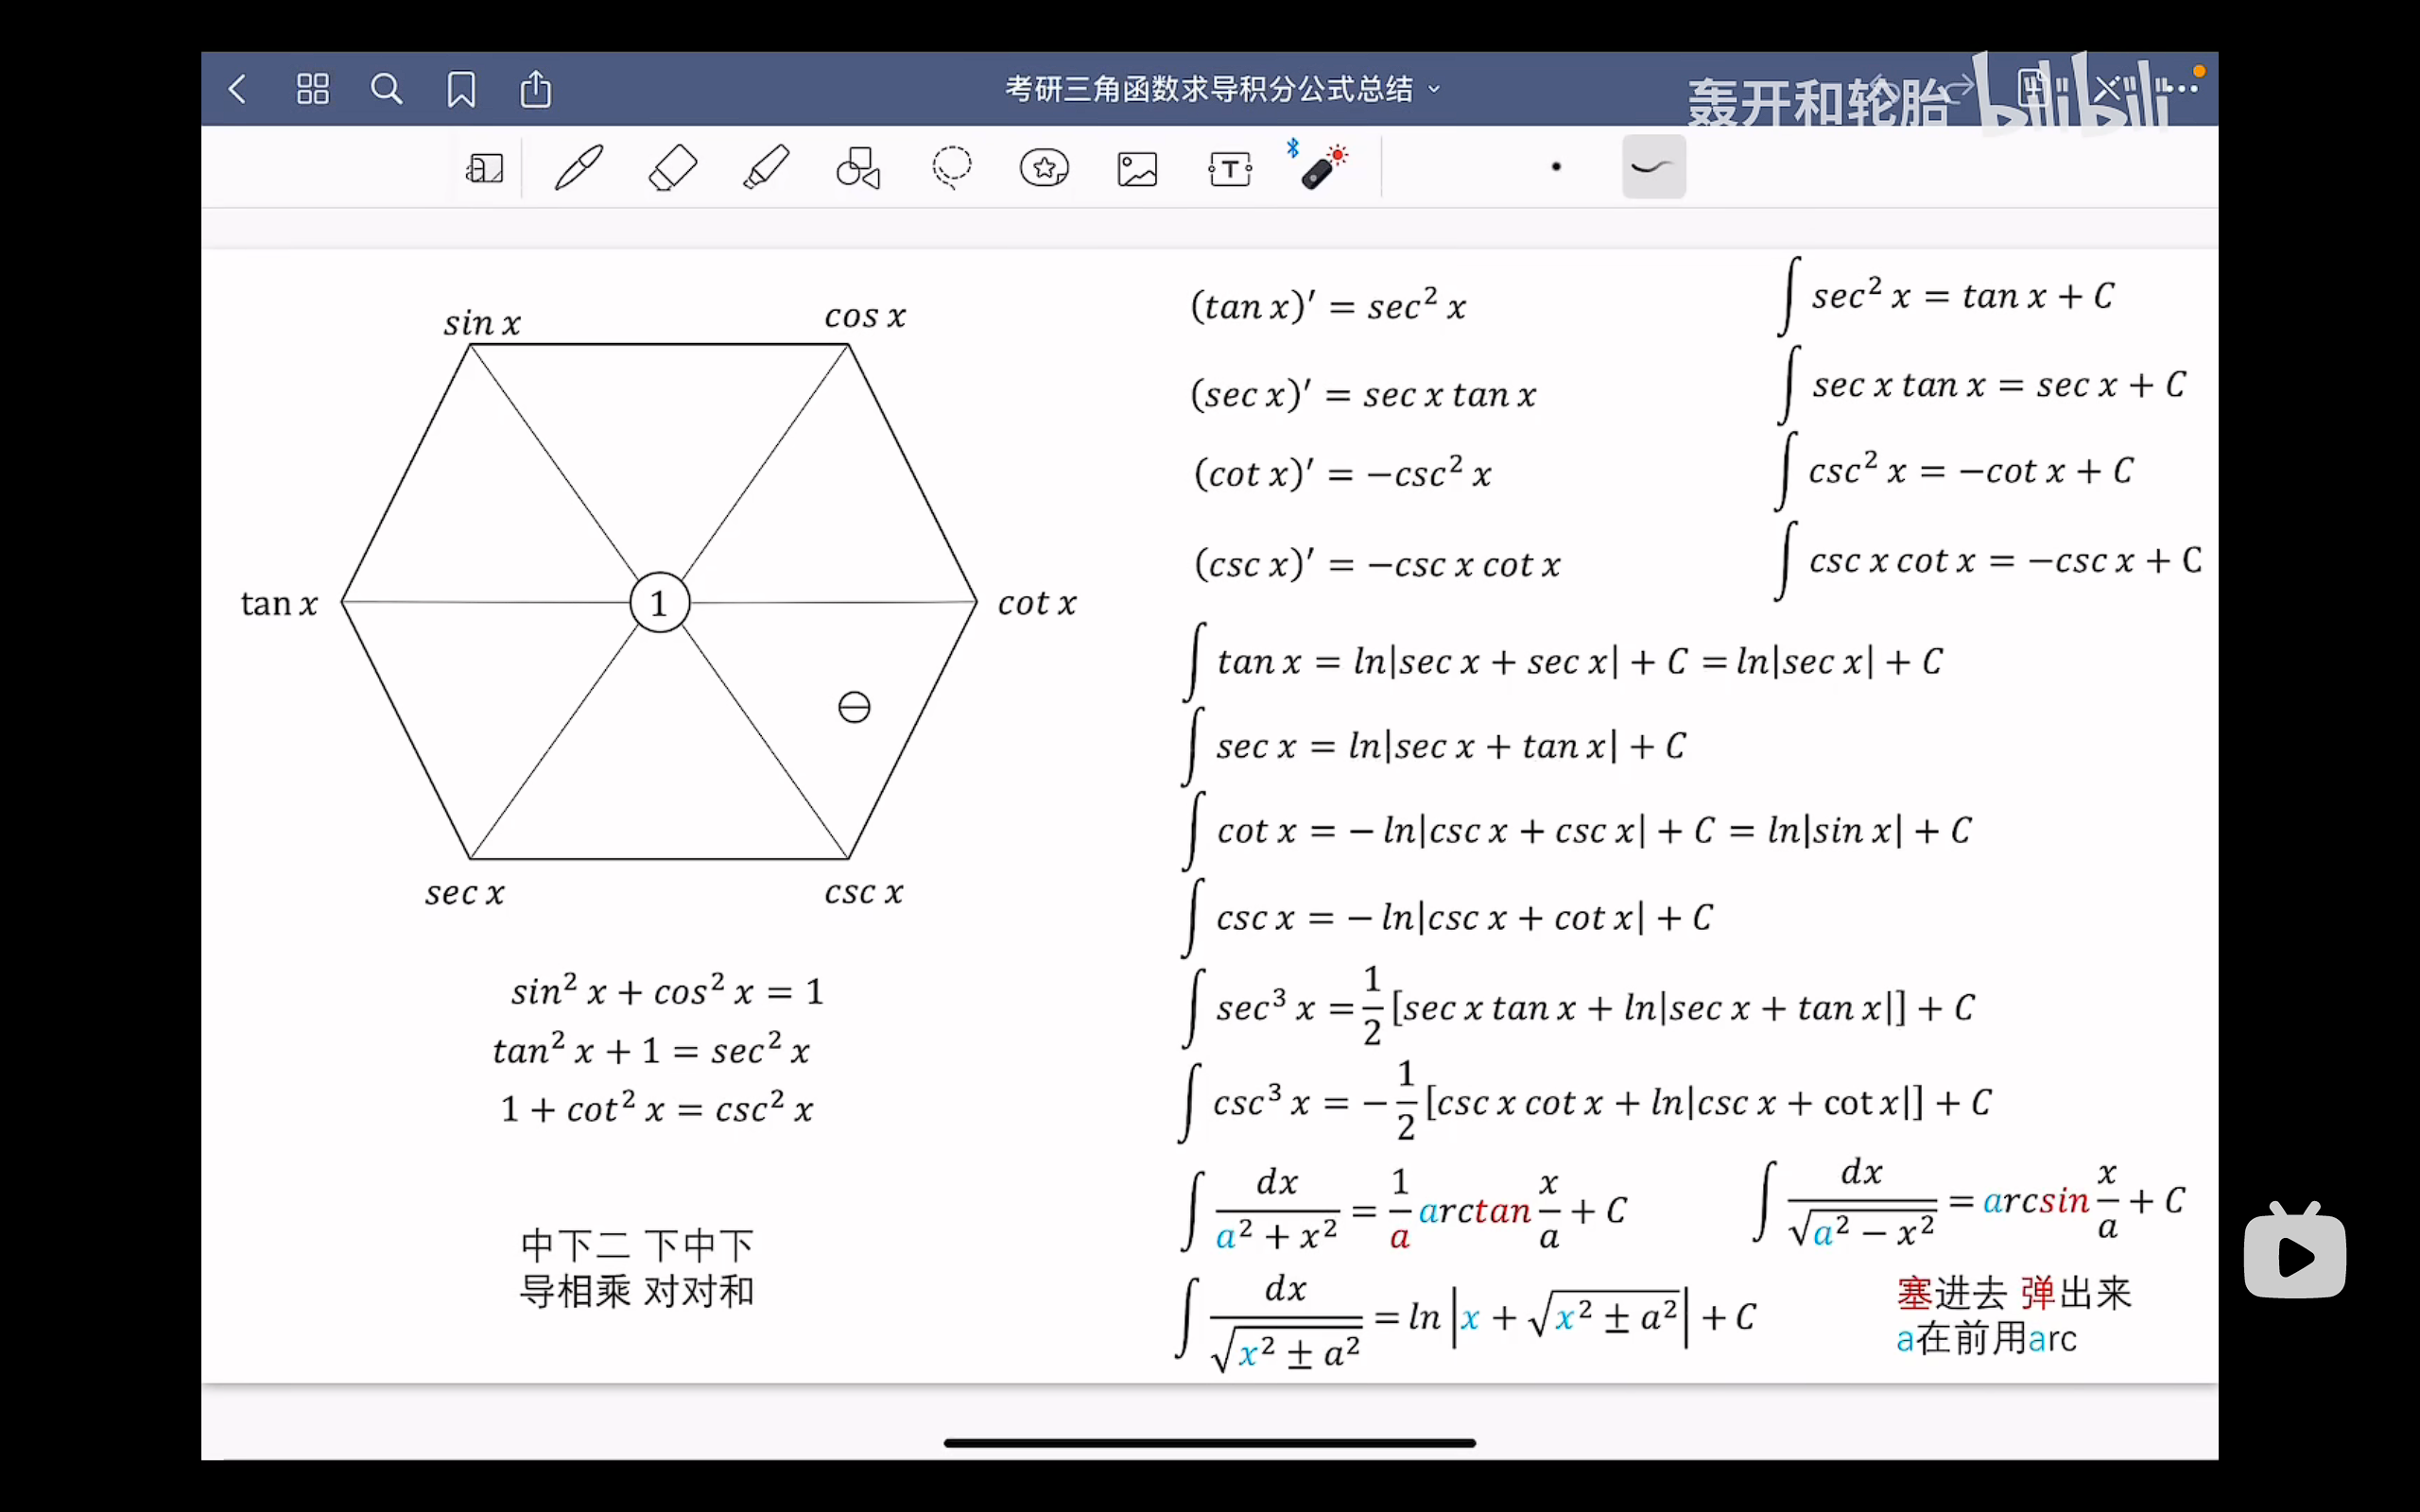 考研三角函数求导积分公式总结
轰开和轮胎 bilibili
sin x
cos x
tan x
1
cot x
⊖
sec x
csc x
sin² x + cos² x = 1
tan² x + 1 = sec² x
1 + cot² x = csc² x
中下二 下中下
导相乘 对对和
(tan x)′ = sec² x
(sec x)′ = sec x tan x
(cot x)′ = −csc² x
(csc x)′ = −csc x cot x
∫ sec² x = tan x + C
∫ sec x tan x = sec x + C
∫ csc² x = −cot x + C
∫ csc x cot x = −csc x + C
∫ tan x = ln|sec x + sec x| + C = ln|sec x| + C
∫ sec x = ln|sec x + tan x| + C
∫ cot x = − ln|csc x + csc x| + C = ln|sin x| + C
∫ csc x = − ln|csc x + cot x| + C
∫ sec³ x = 1/2 [sec x tan x + ln|sec x + tan x|] + C
∫ csc³ x = − 1/2 [csc x cot x + ln|csc x + cot x|] + C
∫ dx/(a² + x²) = 1/a arctan x/a + C
∫ dx/√(a² − x²) = arcsin x/a + C
∫ dx/√(x² ± a²) = ln |x + √(x² ± a²)| + C
塞进去 弹出来
a在前用arc